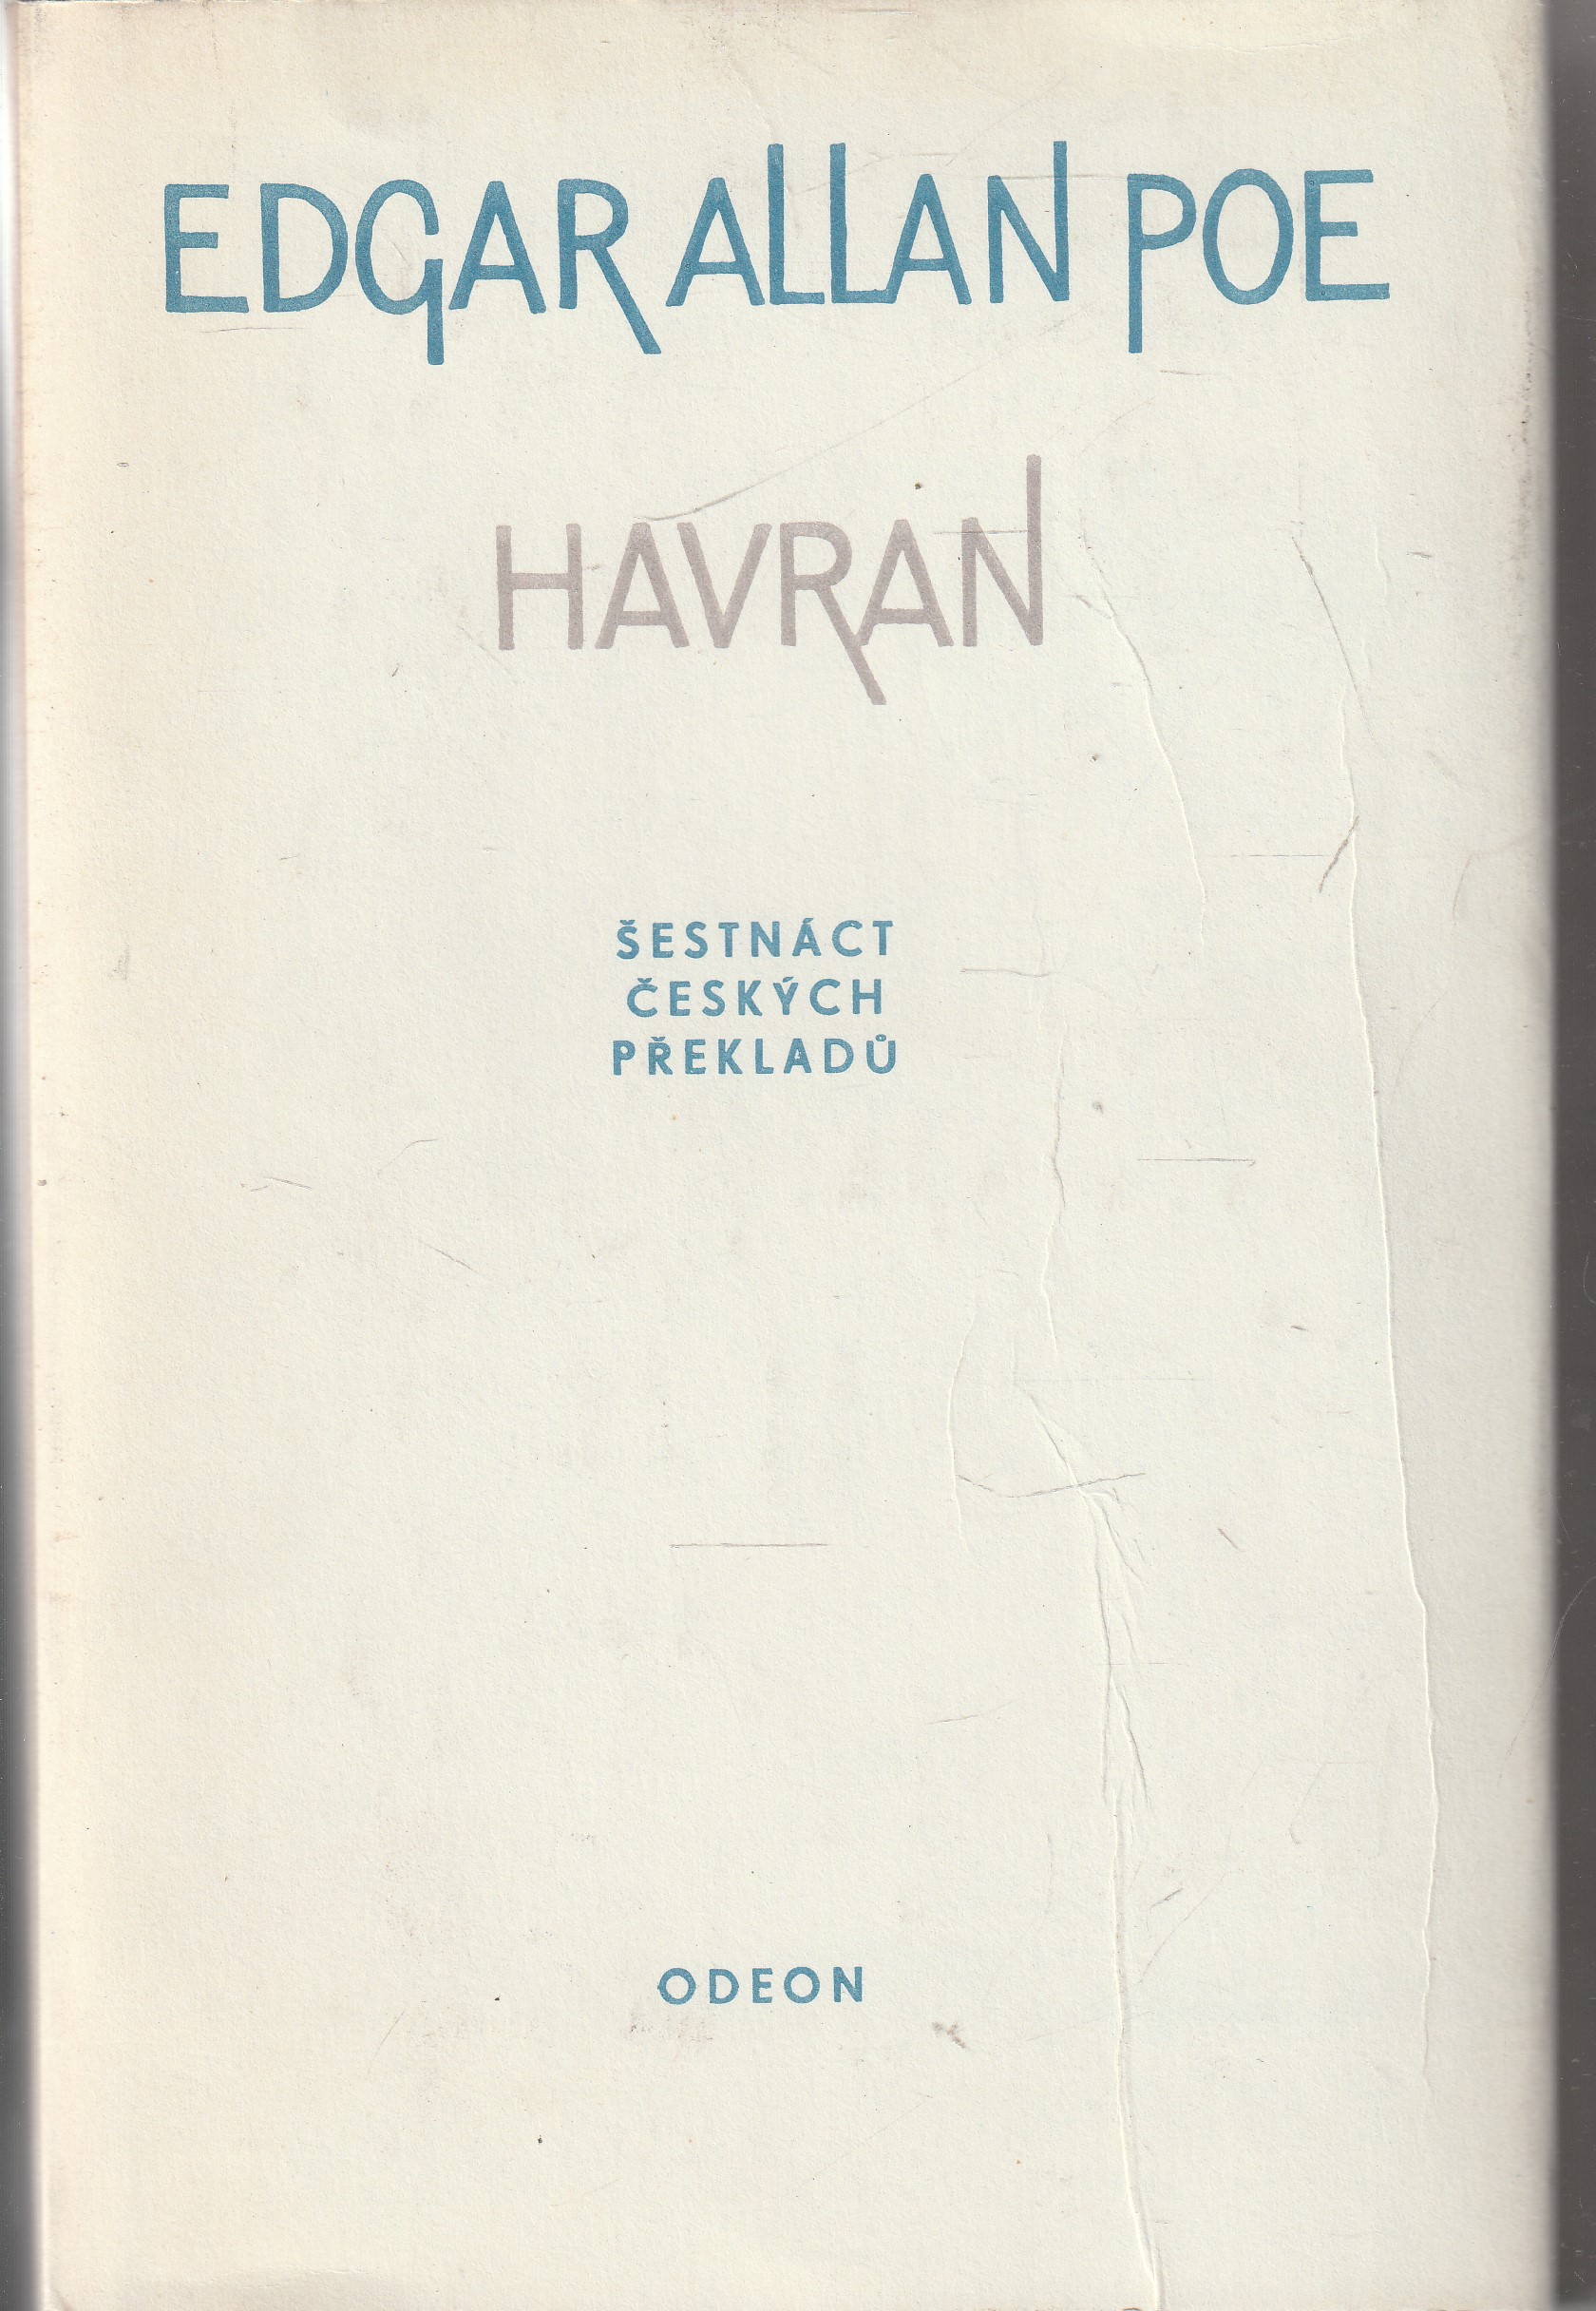 EDGAR ALLAN POE
HAVRAN
ŠESTNÁCT
ČESKÝCH
PŘEKLADŮ
ODEON